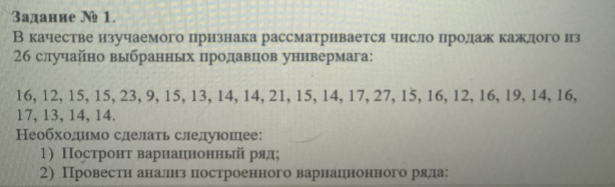 Задание № 1.
В качестве изучаемого признака рассматривается число продаж каждого из
26 случайно выбранных продавцов универмага:
16, 12, 15, 15, 23, 9, 15, 13, 14, 14, 21, 15, 14, 17, 27, 15, 16, 12, 16, 19, 14, 16,
17, 13, 14, 14.
Необходимо сделать следующее:
1) Построит вариационный ряд;
2) Провести анализ построенного вариационного ряда: